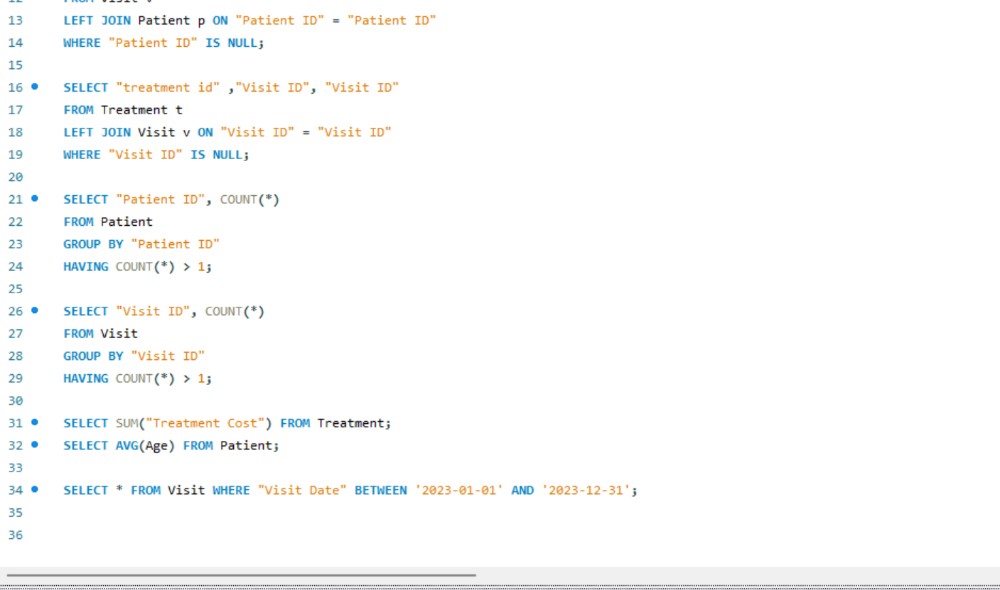 12 FROM Visit v
13 LEFT JOIN Patient p ON "Patient ID" = "Patient ID"
14 WHERE "Patient ID" IS NULL;
15
16 SELECT "treatment id" ,"Visit ID", "Visit ID"
17 FROM Treatment t
18 LEFT JOIN Visit v ON "Visit ID" = "Visit ID"
19 WHERE "Visit ID" IS NULL;
20
21 SELECT "Patient ID", COUNT(*)
22 FROM Patient
23 GROUP BY "Patient ID"
24 HAVING COUNT(*) > 1;
25
26 SELECT "Visit ID", COUNT(*)
27 FROM Visit
28 GROUP BY "Visit ID"
29 HAVING COUNT(*) > 1;
30
31 SELECT SUM("Treatment Cost") FROM Treatment;
32 SELECT AVG(Age) FROM Patient;
33
34 SELECT * FROM Visit WHERE "Visit Date" BETWEEN '2023-01-01' AND '2023-12-31';
35
36